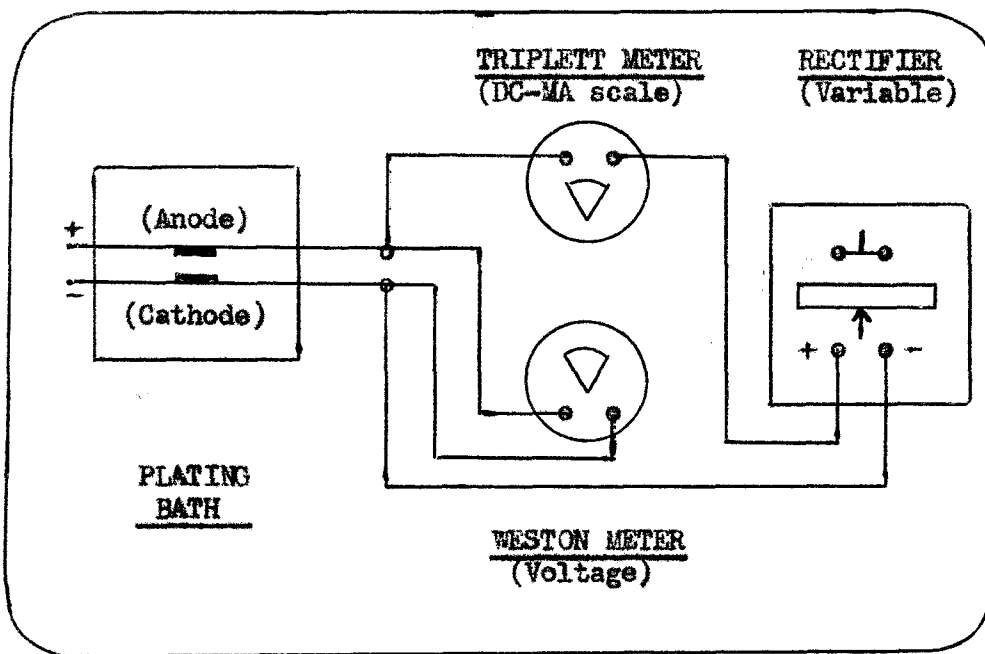 TRIPLETT METER
(DC-MA scale)
RECTIFIER
(Variable)
+
(Anode)
-
(Cathode)
+ -
PLATING
BATH
WESTON METER
(Voltage)